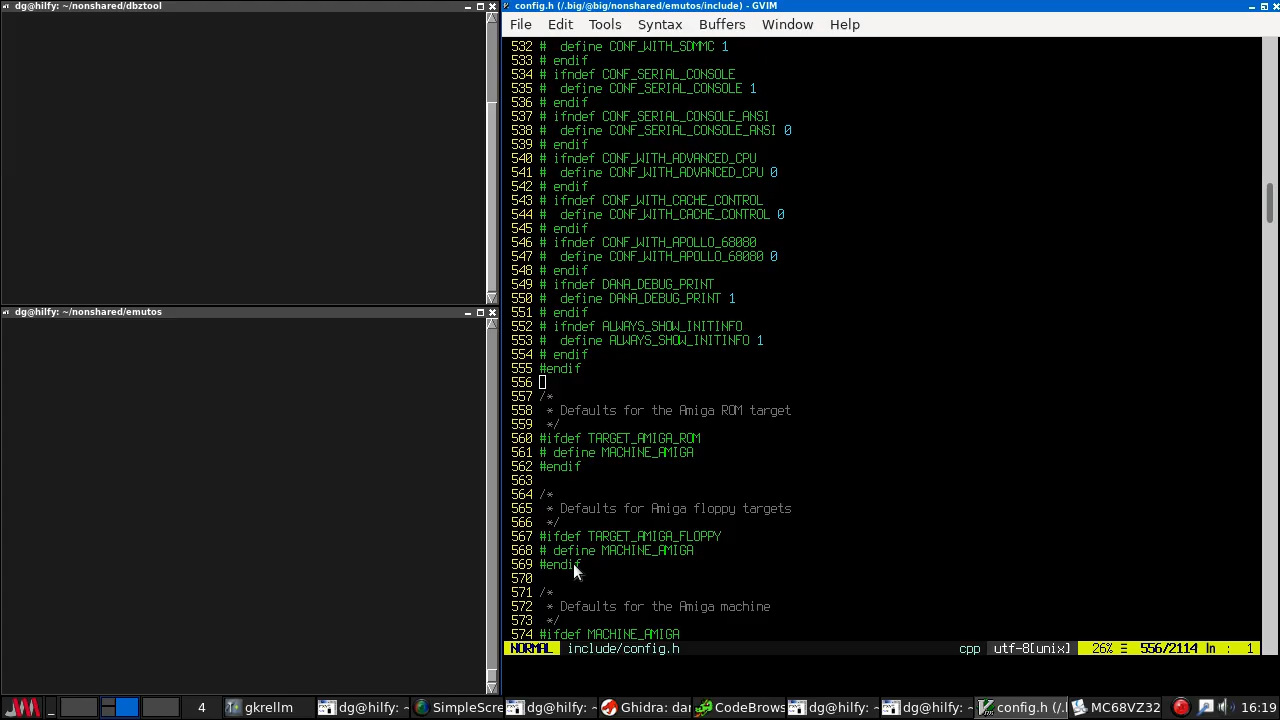 dg@hilfy: ~/nonshared/dbztool
dg@hilfy: ~/nonshared/emutos
config.h (/.big/@big/nonshared/emutos/include) - GVIM
File Edit Tools Syntax Buffers Window Help
532 #  define CONF_WITH_SDMMC 1
533 # endif
534 # ifndef CONF_SERIAL_CONSOLE
535 #  define CONF_SERIAL_CONSOLE 1
536 # endif
537 # ifndef CONF_SERIAL_CONSOLE_ANSI
538 #  define CONF_SERIAL_CONSOLE_ANSI 0
539 # endif
540 # ifndef CONF_WITH_ADVANCED_CPU
541 #  define CONF_WITH_ADVANCED_CPU 0
542 # endif
543 # ifndef CONF_WITH_CACHE_CONTROL
544 #  define CONF_WITH_CACHE_CONTROL 0
545 # endif
546 # ifndef CONF_WITH_APOLLO_68080
547 #  define CONF_WITH_APOLLO_68080 0
548 # endif
549 # ifndef DANA_DEBUG_PRINT
550 #  define DANA_DEBUG_PRINT 1
551 # endif
552 # ifndef ALWAYS_SHOW_INITINFO
553 #  define ALWAYS_SHOW_INITINFO 1
554 # endif
555 #endif
556
557 /*
558  * Defaults for the Amiga ROM target
559  */
560 #ifdef TARGET_AMIGA_ROM
561 # define MACHINE_AMIGA
562 #endif
563
564 /*
565  * Defaults for Amiga floppy targets
566  */
567 #ifdef TARGET_AMIGA_FLOPPY
568 # define MACHINE_AMIGA
569 #endif
570
571 /*
572  * Defaults for the Amiga machine
573  */
574 #ifdef MACHINE_AMIGA
NORMAL include/config.h cpp utf-8[unix] 26% ☰ 556/2114 ln : 1
4 gkrellm dg@hilfy: ~ SimpleScre dg@hilfy: ~ Ghidra: dan CodeBrows dg@hilfy: ~ dg@hilfy: ~ config.h (/. MC68VZ32 16:19